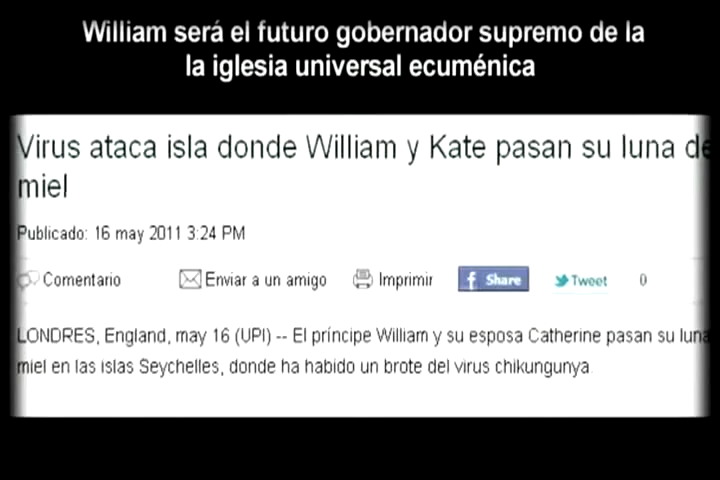 William será el futuro gobernador supremo de la
la iglesia universal ecuménica
Virus ataca isla donde William y Kate pasan su luna de
miel
Publicado: 16 may 2011 3:24 PM
Comentario Enviar a un amigo Imprimir f Share Tweet 0
LONDRES, England, may 16 (UPI) -- El príncipe William y su esposa Catherine pasan su luna
miel en las islas Seychelles, donde ha habido un brote del virus chikungunya.